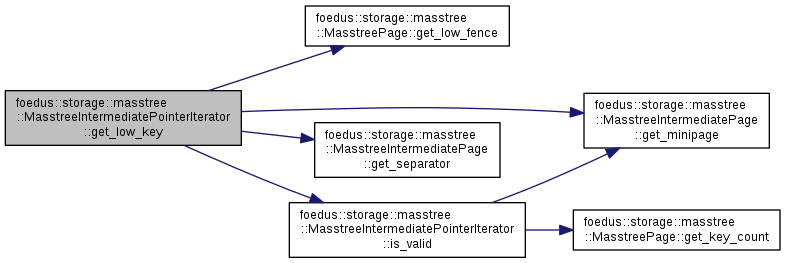 foedus::storage::masstree
::MasstreePage::get_low_fence
foedus::storage::masstree
::MasstreeIntermediatePointerIterator
::get_low_key
foedus::storage::masstree
::MasstreeIntermediatePage
::get_minipage
foedus::storage::masstree
::MasstreeIntermediatePage
::get_separator
foedus::storage::masstree
::MasstreeIntermediatePointerIterator
::is_valid
foedus::storage::masstree
::MasstreePage::get_key_count